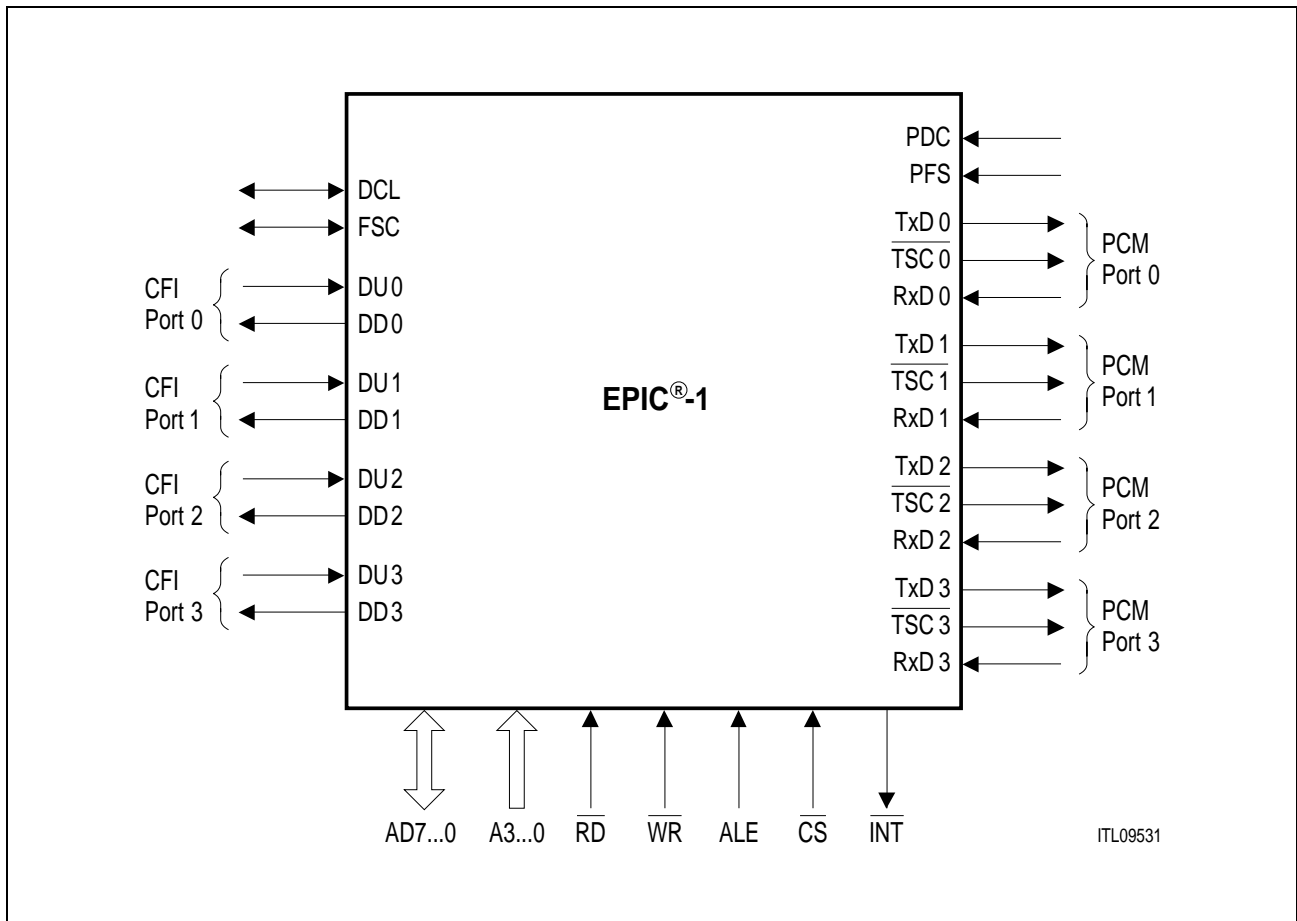 DCL
FSC
CFI
Port 0
DU0
DD0
CFI
Port 1
DU1
DD1
CFI
Port 2
DU2
DD2
CFI
Port 3
DU3
DD3
EPIC®-1
PDC
PFS
TxD 0
TSC 0
RxD 0
PCM
Port 0
TxD 1
TSC 1
RxD 1
PCM
Port 1
TxD 2
TSC 2
RxD 2
PCM
Port 2
TxD 3
TSC 3
RxD 3
PCM
Port 3
AD7...0 A3...0 RD WR ALE CS INT
ITL09531